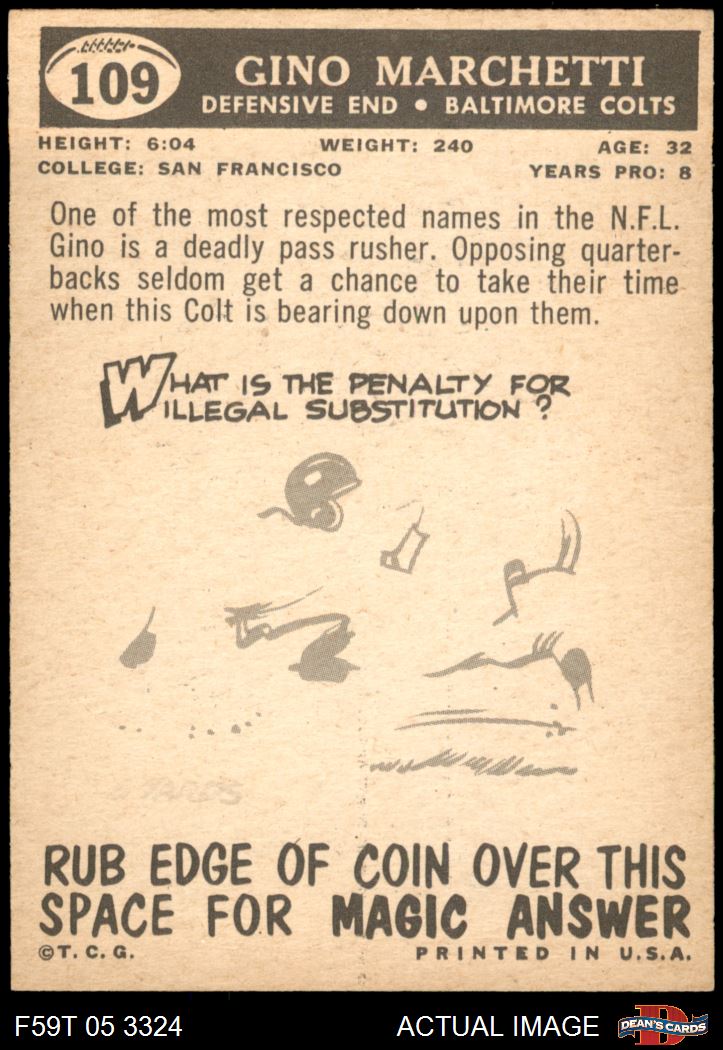 109
GINO MARCHETTI
DEFENSIVE END • BALTIMORE COLTS
HEIGHT: 6:04 WEIGHT: 240 AGE: 32
COLLEGE: SAN FRANCISCO YEARS PRO: 8
One of the most respected names in the N.F.L.
Gino is a deadly pass rusher. Opposing quarter-
backs seldom get a chance to take their time
when this Colt is bearing down upon them.
WHAT IS THE PENALTY FOR
ILLEGAL SUBSTITUTION ?
RUB EDGE OF COIN OVER THIS
SPACE FOR MAGIC ANSWER
©T. C. G. PRINTED IN U.S.A.
F59T 05 3324 ACTUAL IMAGE
DEAN'S CARDS